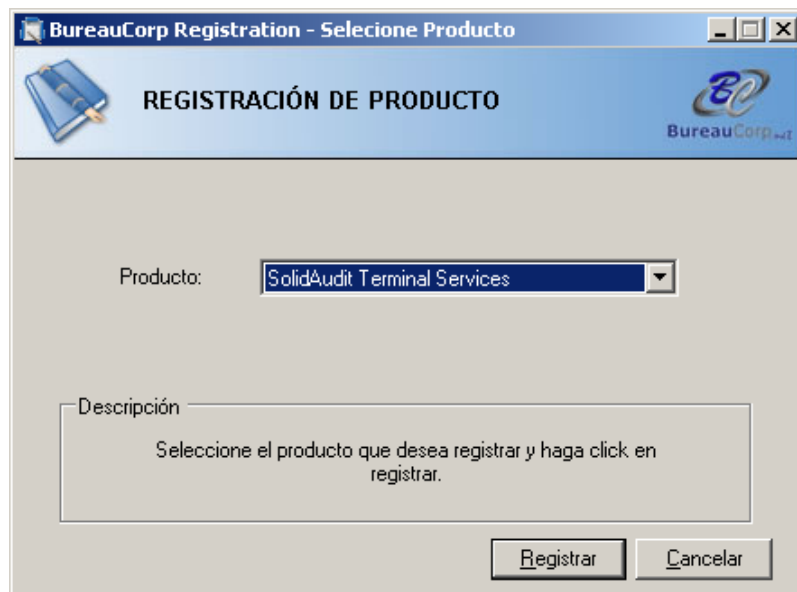 BureauCorp Registration - Selecione Producto
REGISTRACIÓN DE PRODUCTO
BC
BureauCorp
Producto:
SolidAudit Terminal Services
Descripción
Seleccione el producto que desea registrar y haga click en
registrar.
Registrar
Cancelar